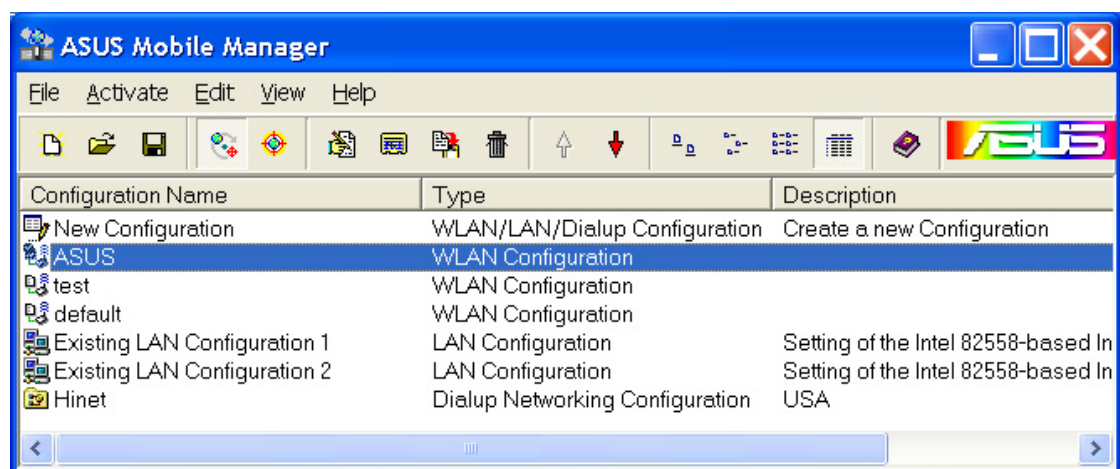 ASUS Mobile Manager
File Activate Edit View Help
ASUS
Configuration Name Type Description
New Configuration WLAN/LAN/Dialup Configuration Create a new Configuration
ASUS WLAN Configuration
test WLAN Configuration
default WLAN Configuration
Existing LAN Configuration 1 LAN Configuration Setting of the Intel 82558-based In
Existing LAN Configuration 2 LAN Configuration Setting of the Intel 82558-based In
Hinet Dialup Networking Configuration USA